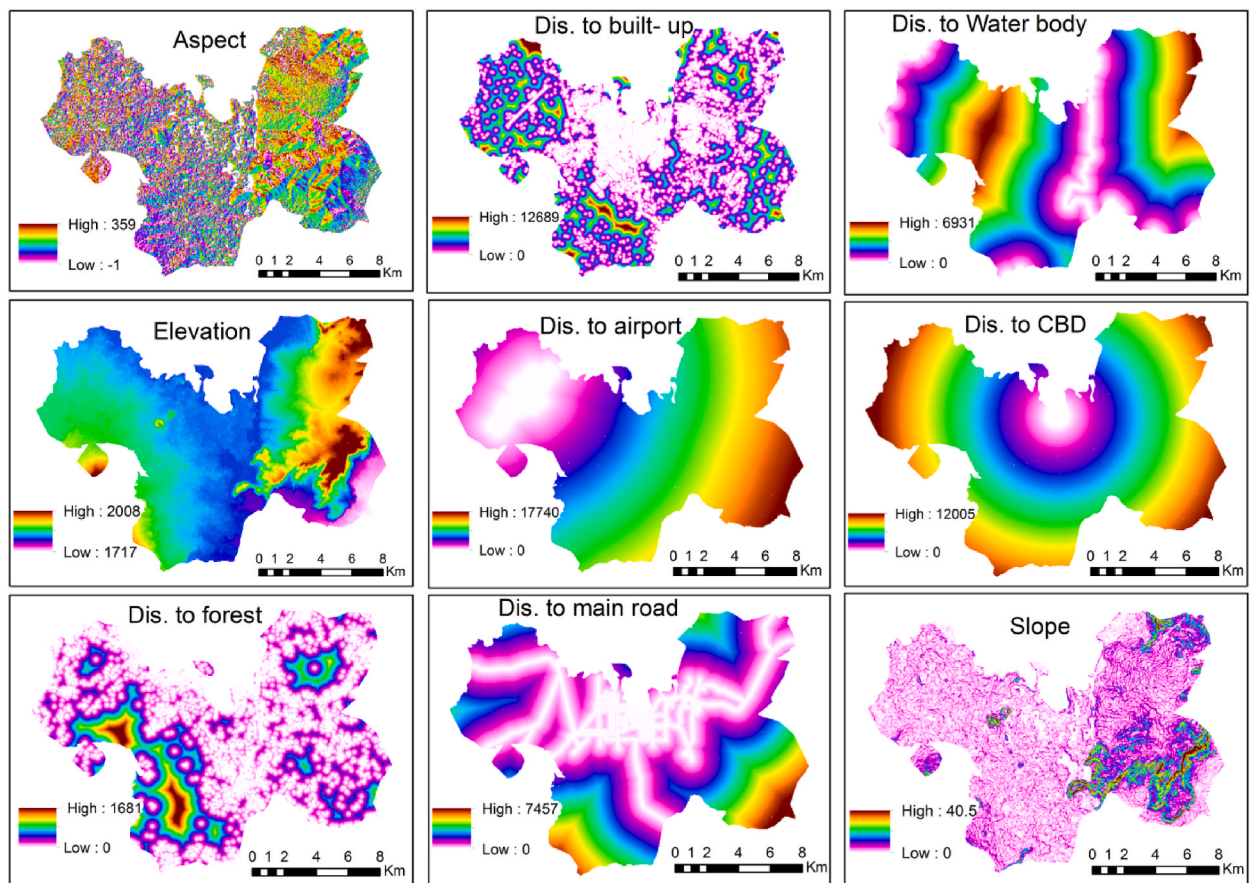 Aspect
High : 359
Low : -1
0 1 2 4 6 8
Km
Dis. to built- up
High : 12689
Low : 0
0 1 2 4 6 8
Km
Dis. to Water body
High : 6931
Low : 0
0 1 2 4 6 8
Km
Elevation
High : 2008
Low : 1717
0 1 2 4 6 8
Km
Dis. to airport
High : 17740
Low : 0
0 1 2 4 6 8
Km
Dis. to CBD
High : 12005
Low : 0
0 1 2 4 6 8
Km
Dis. to forest
High : 1681
Low : 0
0 1 2 4 6 8
Km
Dis. to main road
High : 7457
Low : 0
0 1 2 4 6 8
Km
Slope
High : 40.5
Low : 0
0 1 2 4 6 8
Km